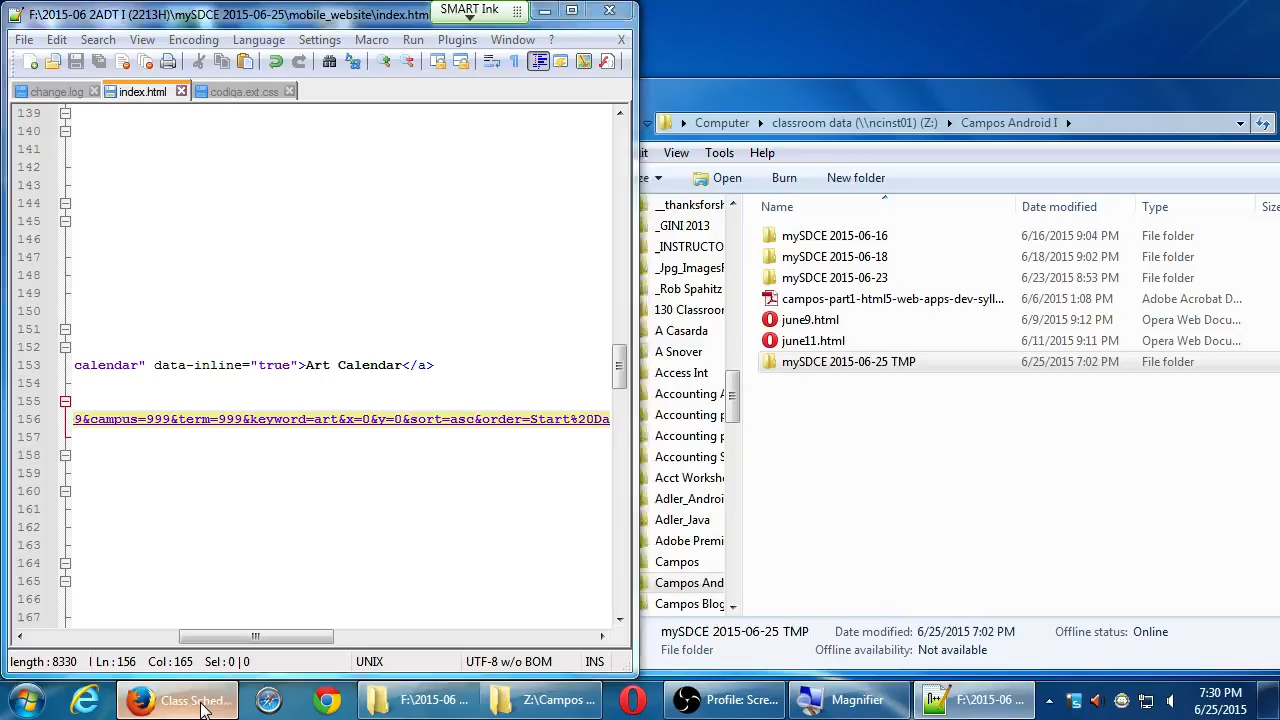 F:\2015-06 2ADT I (2213H)\mySDCE 2015-06-25\mobile_website\index.htm
SMART Ink
File Edit Search View Encoding Language Settings Macro Run Plugins Window ? X
change.log index.html codiqa.ext.css
139
140
141
142
143
144
145
146
147
148
149
150
151
152
153 calendar" data-inline="true">Art Calendar</a>
154
155
156 9&campus=999&term=999&keyword=art&x=0&y=0&sort=asc&order=Start%20Da
157
158
159
160
161
162
163
164
165
166
167
length : 8330 Ln : 156 Col : 165 Sel : 0 | 0 UNIX UTF-8 w/o BOM INS
Computer classroom data (\\ncinst01) (Z:) Campos Android I
it View Tools Help
ze Open Burn New folder
__thanksforsh
_GINI 2013
_INSTRUCTO
_Jpg_ImagesF
_Rob Spahitz
130 Classroor
A Casarda
A Snover
Access Int
Accounting A
Accounting p
Accounting p
Accounting S
Acct Worksho
Adler_Androi
Adler_Java
Adobe Premi
Campos
Campos And
Campos Blog
Name Date modified Type Size
mySDCE 2015-06-16 6/16/2015 9:04 PM File folder
mySDCE 2015-06-18 6/18/2015 9:02 PM File folder
mySDCE 2015-06-23 6/23/2015 8:53 PM File folder
campos-part1-html5-web-apps-dev-syll... 6/6/2015 1:08 PM Adobe Acrobat D...
june9.html 6/9/2015 9:12 PM Opera Web Docu...
june11.html 6/11/2015 9:11 PM Opera Web Docu...
mySDCE 2015-06-25 TMP 6/25/2015 7:02 PM File folder
mySDCE 2015-06-25 TMP Date modified: 6/25/2015 7:02 PM Offline status: Online
File folder Offline availability: Not available
Class Sched... F:\2015-06 ... Z:\Campos ... Profile: Scre... Magnifier F:\2015-06 ... 7:30 PM
6/25/2015